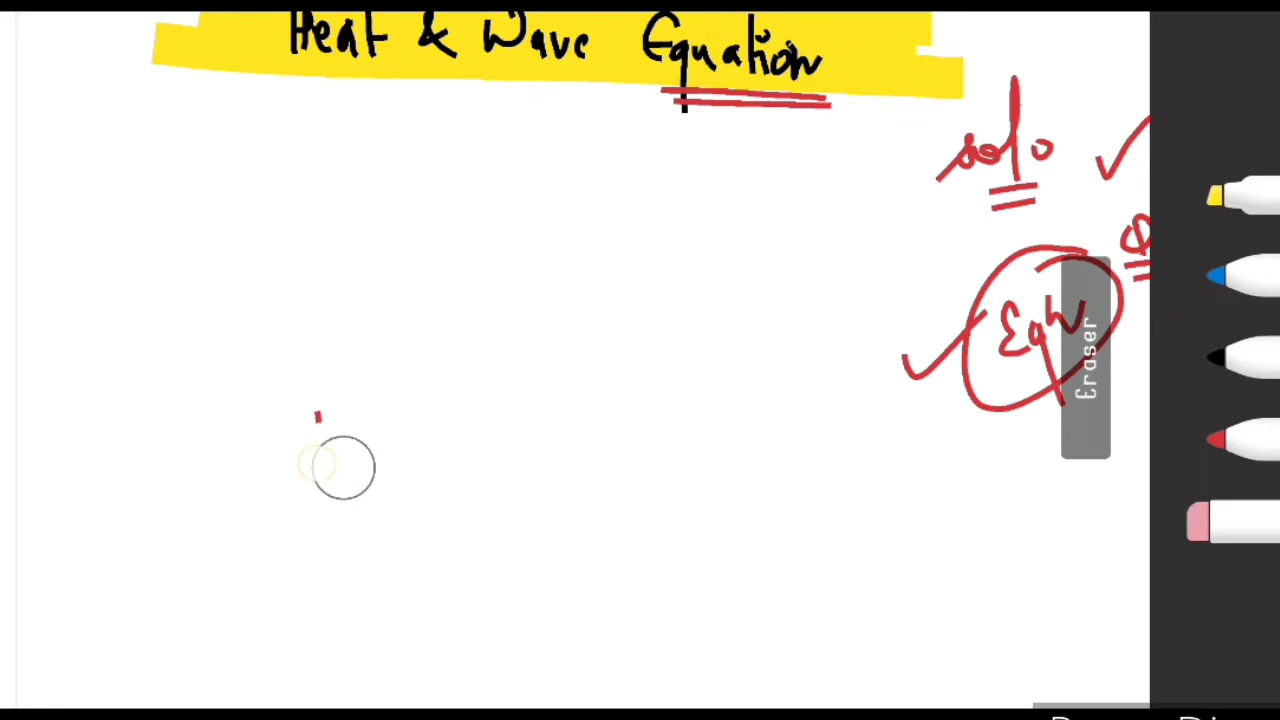 Heat & Wave Equation
solo
Eqn
Eraser